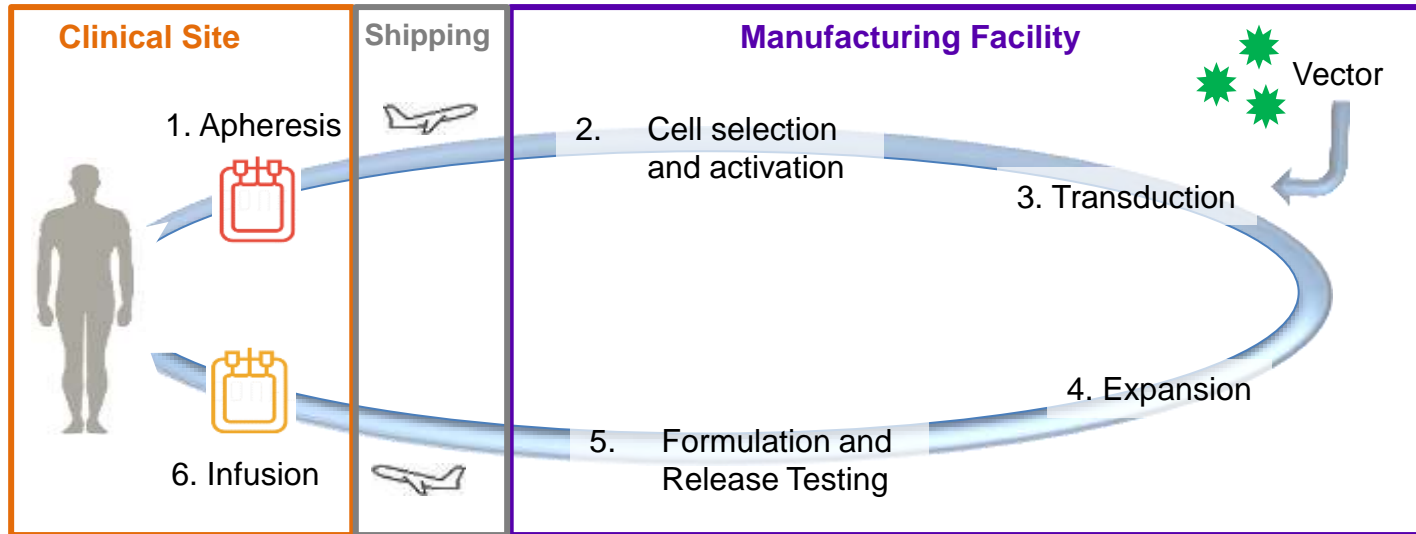 Clinical Site
Shipping
Manufacturing Facility
Vector
1. Apheresis
2. Cell selection
and activation
3. Transduction
4. Expansion
5. Formulation and
Release Testing
6. Infusion